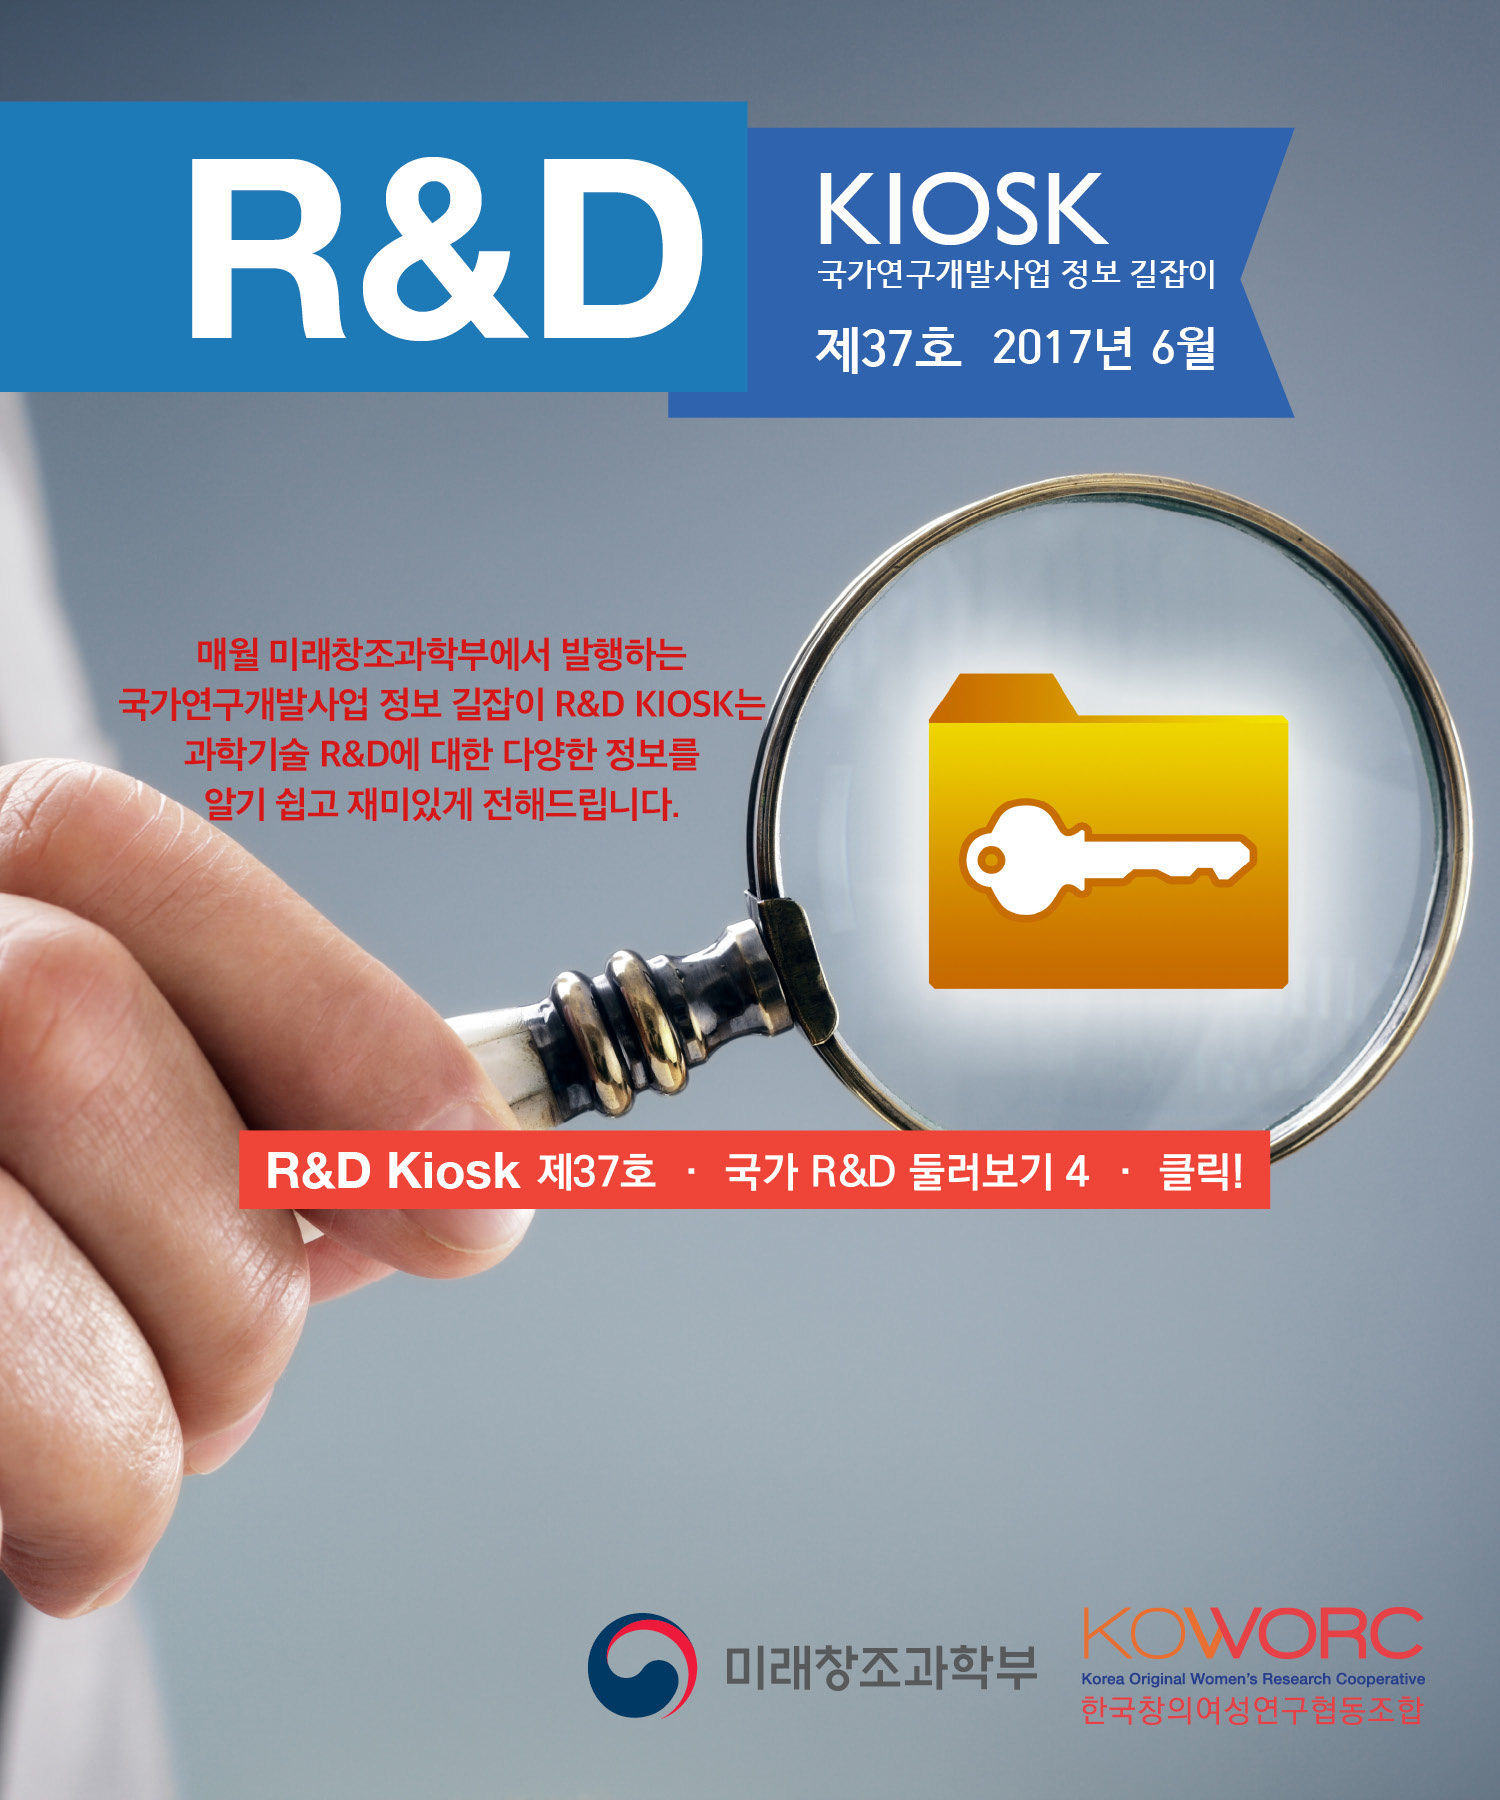 R&D
KIOSK
국가연구개발사업 정보 길잡이
제37호 2017년 6월
매월 미래창조과학부에서 발행하는
국가연구개발사업 정보 길잡이 R&D KIOSK는
과학기술 R&D에 대한 다양한 정보를
알기 쉽고 재미있게 전해드립니다.
R&D Kiosk 제37호 · 국가 R&D 둘러보기 4 · 클릭!
미래창조과학부
KOWORC
Korea Original Women's Research Cooperative
한국창의여성연구협동조합